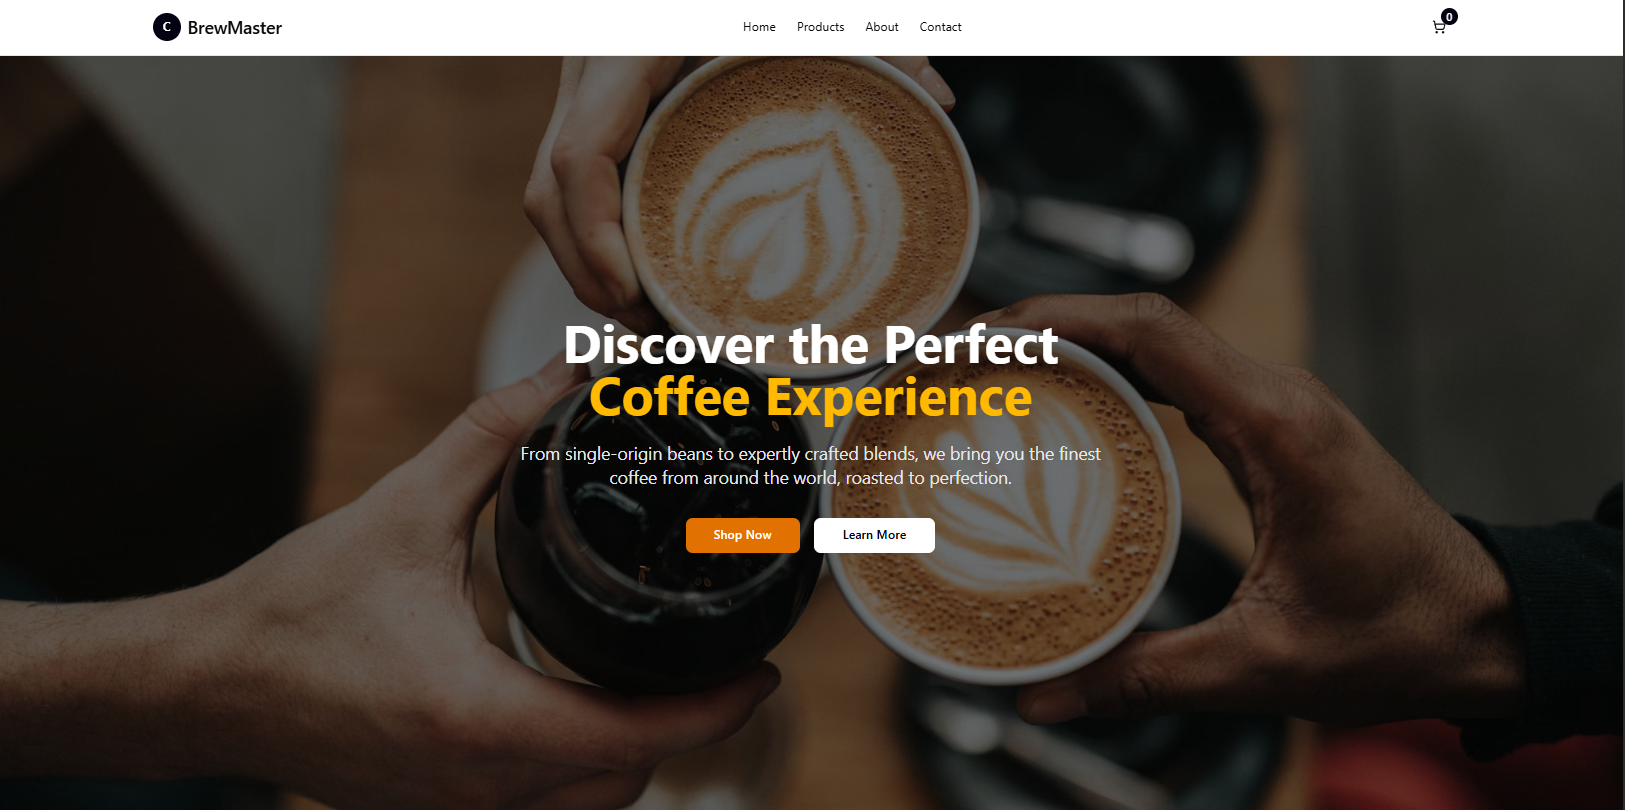 C BrewMaster
Home Products About Contact
0
Discover the Perfect
Coffee Experience
From single-origin beans to expertly crafted blends, we bring you the finest
coffee from around the world, roasted to perfection.
Shop Now Learn More